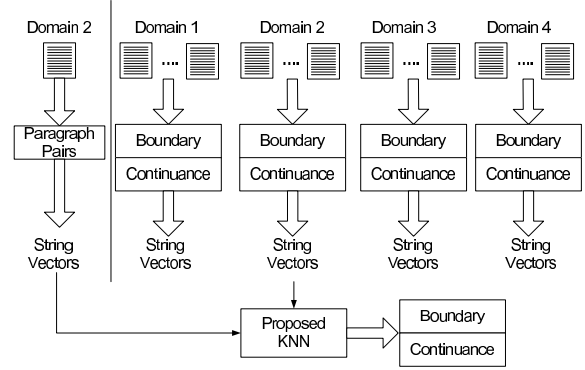 Domain 2
Domain 1
Domain 2
Domain 3
Domain 4
....
....
....
....
Paragraph
Pairs
Boundary
Continuance
Boundary
Continuance
Boundary
Continuance
Boundary
Continuance
String
Vectors
String
Vectors
String
Vectors
String
Vectors
String
Vectors
Proposed
KNN
Boundary
Continuance